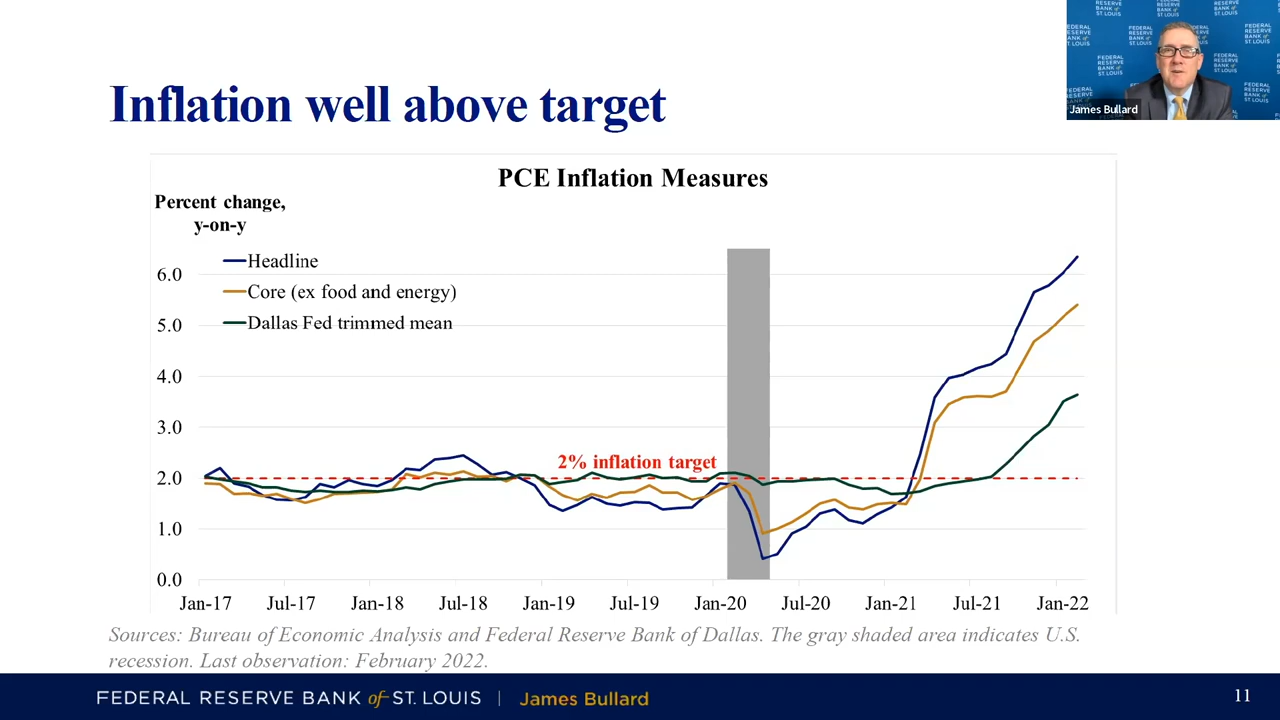 Inflation well above target
FEDERAL
RESERVE
BANK of
ST. LOUIS
James Bullard
PCE Inflation Measures
Percent change,
y-on-y
Headline
Core (ex food and energy)
Dallas Fed trimmed mean
6.0
5.0
4.0
3.0
2.0
1.0
0.0
2% inflation target
Jan-17 Jul-17 Jan-18 Jul-18 Jan-19 Jul-19 Jan-20 Jul-20 Jan-21 Jul-21 Jan-22
Sources: Bureau of Economic Analysis and Federal Reserve Bank of Dallas. The gray shaded area indicates U.S.
recession. Last observation: February 2022.
FEDERAL RESERVE BANK of ST. LOUIS | James Bullard
11